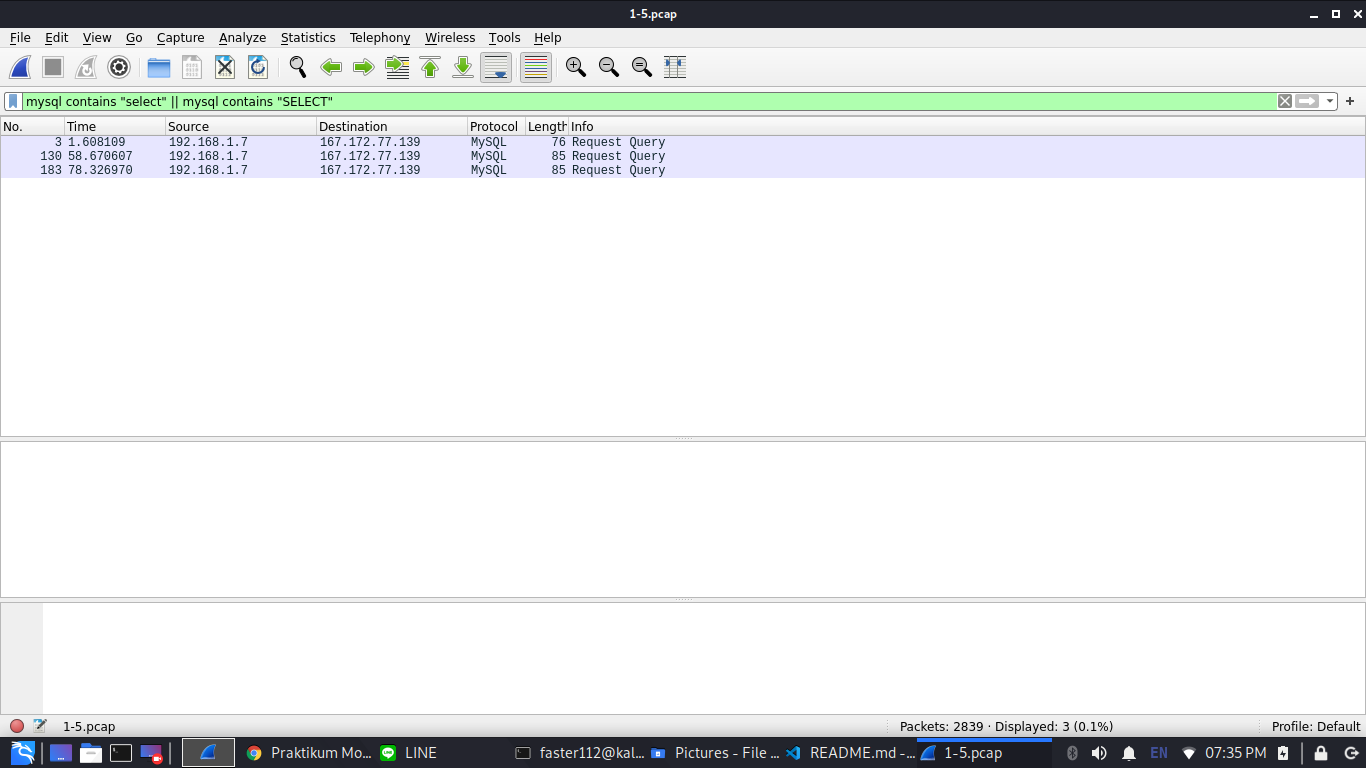 1-5.pcap
File Edit View Go Capture Analyze Statistics Telephony Wireless Tools Help
mysql contains "select" || mysql contains "SELECT"
No. Time Source Destination Protocol Length Info
3 1.608109 192.168.1.7 167.172.77.139 MySQL 76 Request Query
130 58.670607 192.168.1.7 167.172.77.139 MySQL 85 Request Query
183 78.326970 192.168.1.7 167.172.77.139 MySQL 85 Request Query
1-5.pcap Packets: 2839 · Displayed: 3 (0.1%) Profile: Default
Praktikum Mo... LINE faster112@kal... Pictures - File ... README.md -... 1-5.pcap EN 07:35 PM